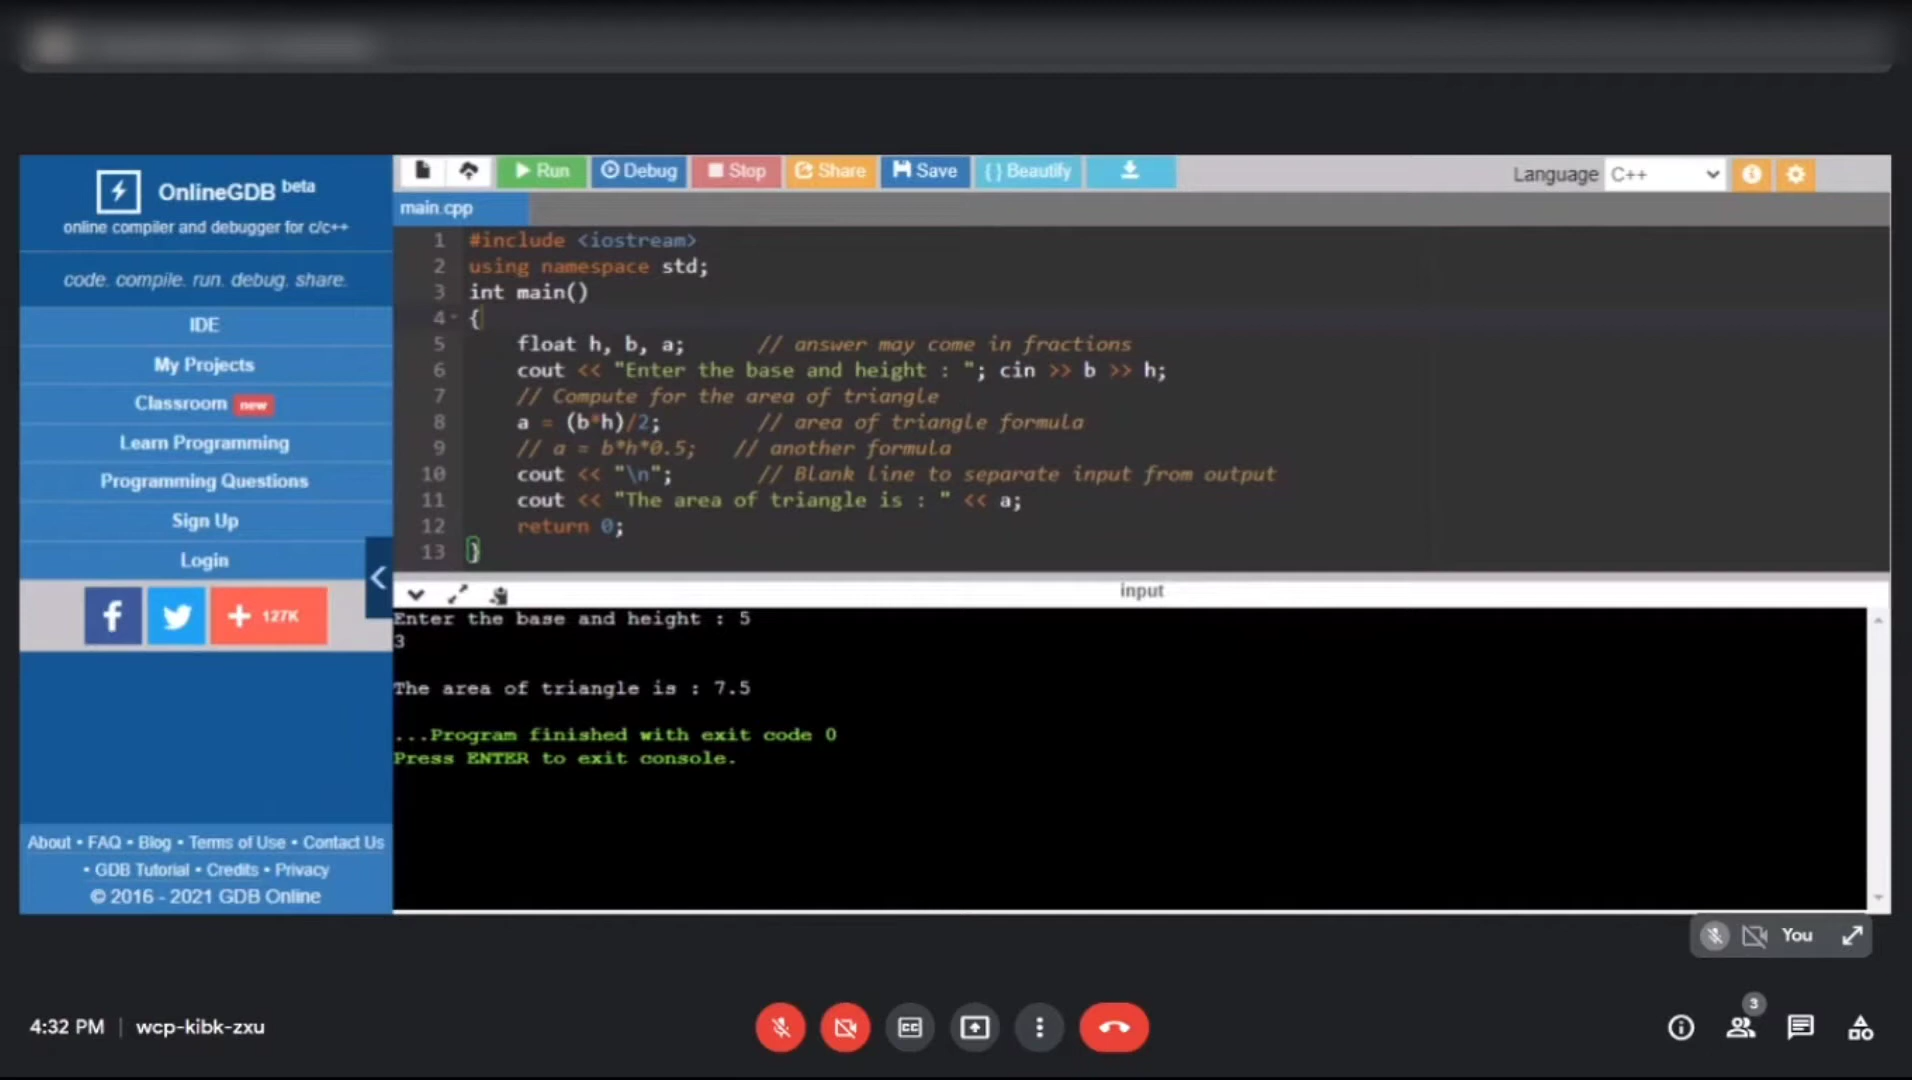 OnlineGDB beta
online compiler and debugger for c/c++
code. compile. run. debug. share.
IDE
My Projects
Classroom new
Learn Programming
Programming Questions
Sign Up
Login
127K
About • FAQ • Blog • Terms of Use • Contact Us
• GDB Tutorial • Credits • Privacy
© 2016 - 2021 GDB Online
Run Debug Stop Share Save { } Beautify
Language C++
main.cpp
1 #include <iostream>
2 using namespace std;
3 int main()
4 {
5 float h, b, a; // answer may come in fractions
6 cout << "Enter the base and height : "; cin >> b >> h;
7 // Compute for the area of triangle
8 a = (b*h)/2; // area of triangle formula
9 // a = b*h*0.5; // another formula
10 cout << "\n"; // Blank line to separate input from output
11 cout << "The area of triangle is : " << a;
12 return 0;
13 }
input
Enter the base and height : 5
3
The area of triangle is : 7.5
...Program finished with exit code 0
Press ENTER to exit console.
You
4:32 PM | wcp-kibk-zxu
CC
3